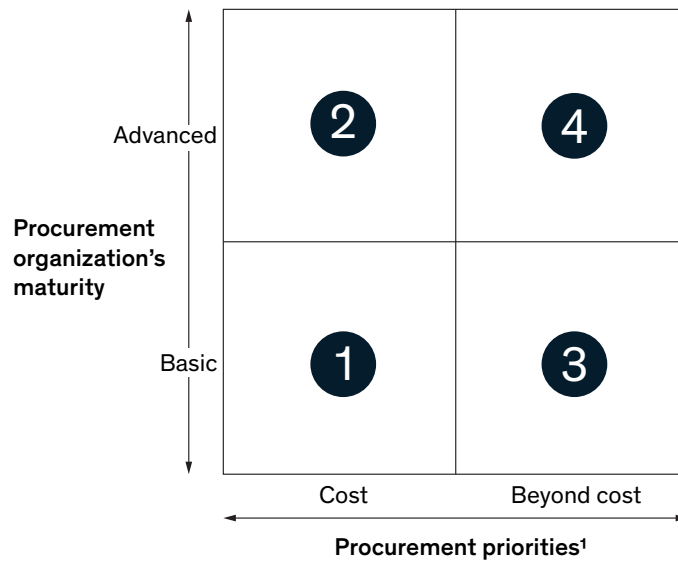 2
4
Advanced
Procurement
organization’s
maturity
Basic
1
3
Cost
Beyond cost
Procurement priorities¹